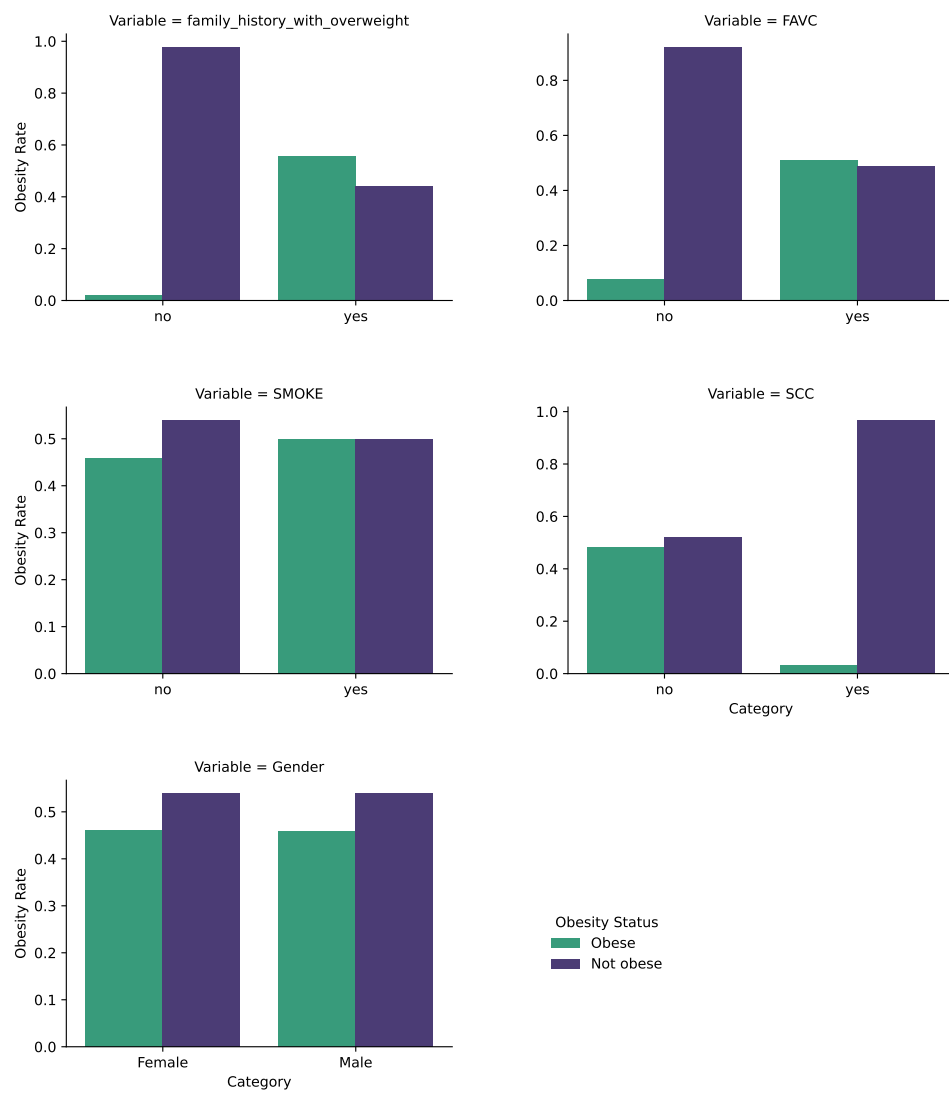 Variable = family_history_with_overweight
1.0
0.8
0.6
0.4
0.2
0.0
Obesity Rate
no
yes
Variable = FAVC
0.8
0.6
0.4
0.2
0.0
no
yes
Variable = SMOKE
0.5
0.4
0.3
0.2
0.1
0.0
Obesity Rate
no
yes
Variable = SCC
1.0
0.8
0.6
0.4
0.2
0.0
no
yes
Category
Variable = Gender
0.5
0.4
0.3
0.2
0.1
0.0
Obesity Rate
Female
Male
Category
Obesity Status
Obese
Not obese